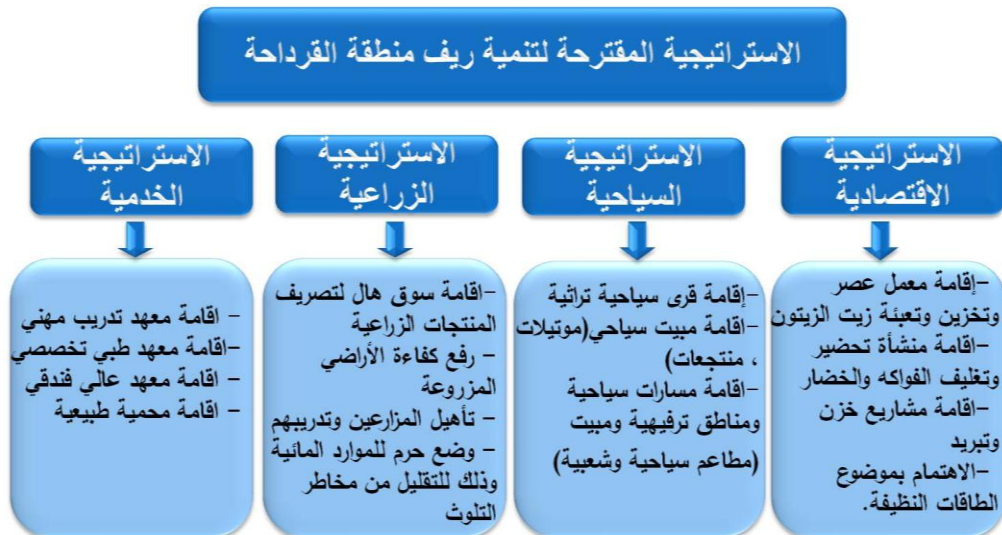 الاستراتيجية المقترحة لتنمية ريف منطقة القرداحة
الاستراتيجية
الاقتصادية
-إقامة معمل عصر
وتخزين وتعبئة زيت الزيتون
-اقامة منشأة تحضير
وتغليف الفواكه والخضار
-اقامة مشاريع خزن
وتبريد
-الاهتمام بموضوع
الطاقات النظيفة.
الاستراتيجية
السياحية
-إقامة قرى سياحية تراثية
-اقامة مبيت سياحي(موتيلات
، منتجعات)
-اقامة مسارات سياحية
ومناطق ترفيهية ومبيت
(مطاعم سياحية وشعبية)
الاستراتيجية
الزراعية
-اقامة سوق هال لتصريف
المنتجات الزراعية
- رفع كفاءة الأراضي
المزروعة
- تأهيل المزارعين وتدريبهم
- وضع حرم للموارد المائية
وذلك للتقليل من مخاطر
التلوث
الاستراتيجية
الخدمية
- اقامة معهد تدريب مهني
-اقامة معهد طبي تخصصي
- اقامة معهد عالي فندقي
- اقامة محمية طبيعية